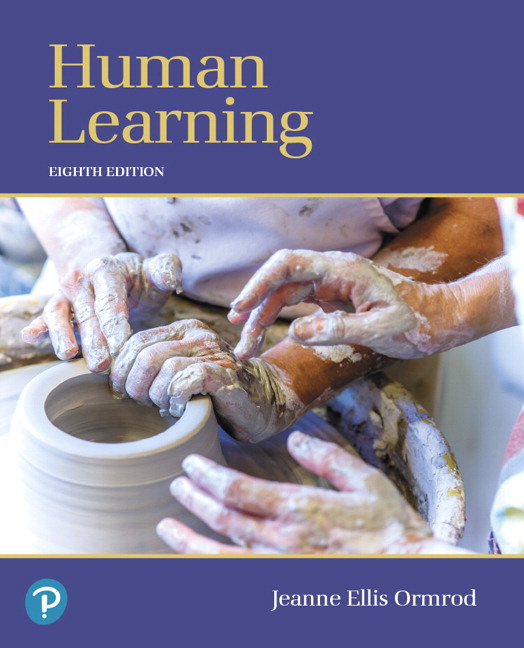 Human
Learning
EIGHTH EDITION
Jeanne Ellis Ormrod